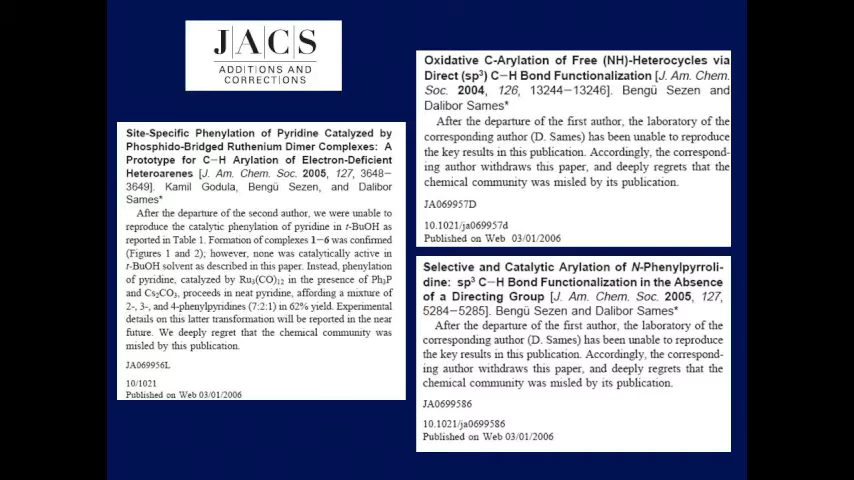 J|A|C|S
ADDITIONS AND
CORRECTIONS
Site-Specific Phenylation of Pyridine Catalyzed by
Phosphido-Bridged Ruthenium Dimer Complexes: A
Prototype for C−H Arylation of Electron-Deficient
Heteroarenes [J. Am. Chem. Soc. 2005, 127, 3648−
3649]. Kamil Godula, Bengü Sezen, and Dalibor
Sames*
After the departure of the second author, we were unable to
reproduce the catalytic phenylation of pyridine in t-BuOH as
reported in Table 1. Formation of complexes 1−6 was confirmed
(Figures 1 and 2); however, none was catalytically active in
t-BuOH solvent as described in this paper. Instead, phenylation
of pyridine, catalyzed by Ru3(CO)12 in the presence of Ph3P
and Cs2CO3, proceeds in neat pyridine, affording a mixture of
2-, 3-, and 4-phenylpyridines (7:2:1) in 62% yield. Experimental
details on this latter transformation will be reported in the near
future. We deeply regret that the chemical community was
misled by this publication.
JA069956L
10/1021
Published on Web 03/01/2006
Oxidative C-Arylation of Free (NH)-Heterocycles via
Direct (sp3) C−H Bond Functionalization [J. Am. Chem.
Soc. 2004, 126, 13244−13246]. Bengü Sezen and
Dalibor Sames*
After the departure of the first author, the laboratory of the
corresponding author (D. Sames) has been unable to reproduce
the key results in this publication. Accordingly, the correspond-
ing author withdraws this paper, and deeply regrets that the
chemical community was misled by its publication.
JA069957D
10.1021/ja069957d
Published on Web 03/01/2006
Selective and Catalytic Arylation of N-Phenylpyrroli-
dine: sp3 C−H Bond Functionalization in the Absence
of a Directing Group [J. Am. Chem. Soc. 2005, 127,
5284−5285]. Bengü Sezen and Dalibor Sames*
After the departure of the first author, the laboratory of the
corresponding author (D. Sames) has been unable to reproduce
the key results in this publication. Accordingly, the correspond-
ing author withdraws this paper, and deeply regrets that the
chemical community was misled by its publication.
JA0699586
10.1021/ja0699586
Published on Web 03/01/2006